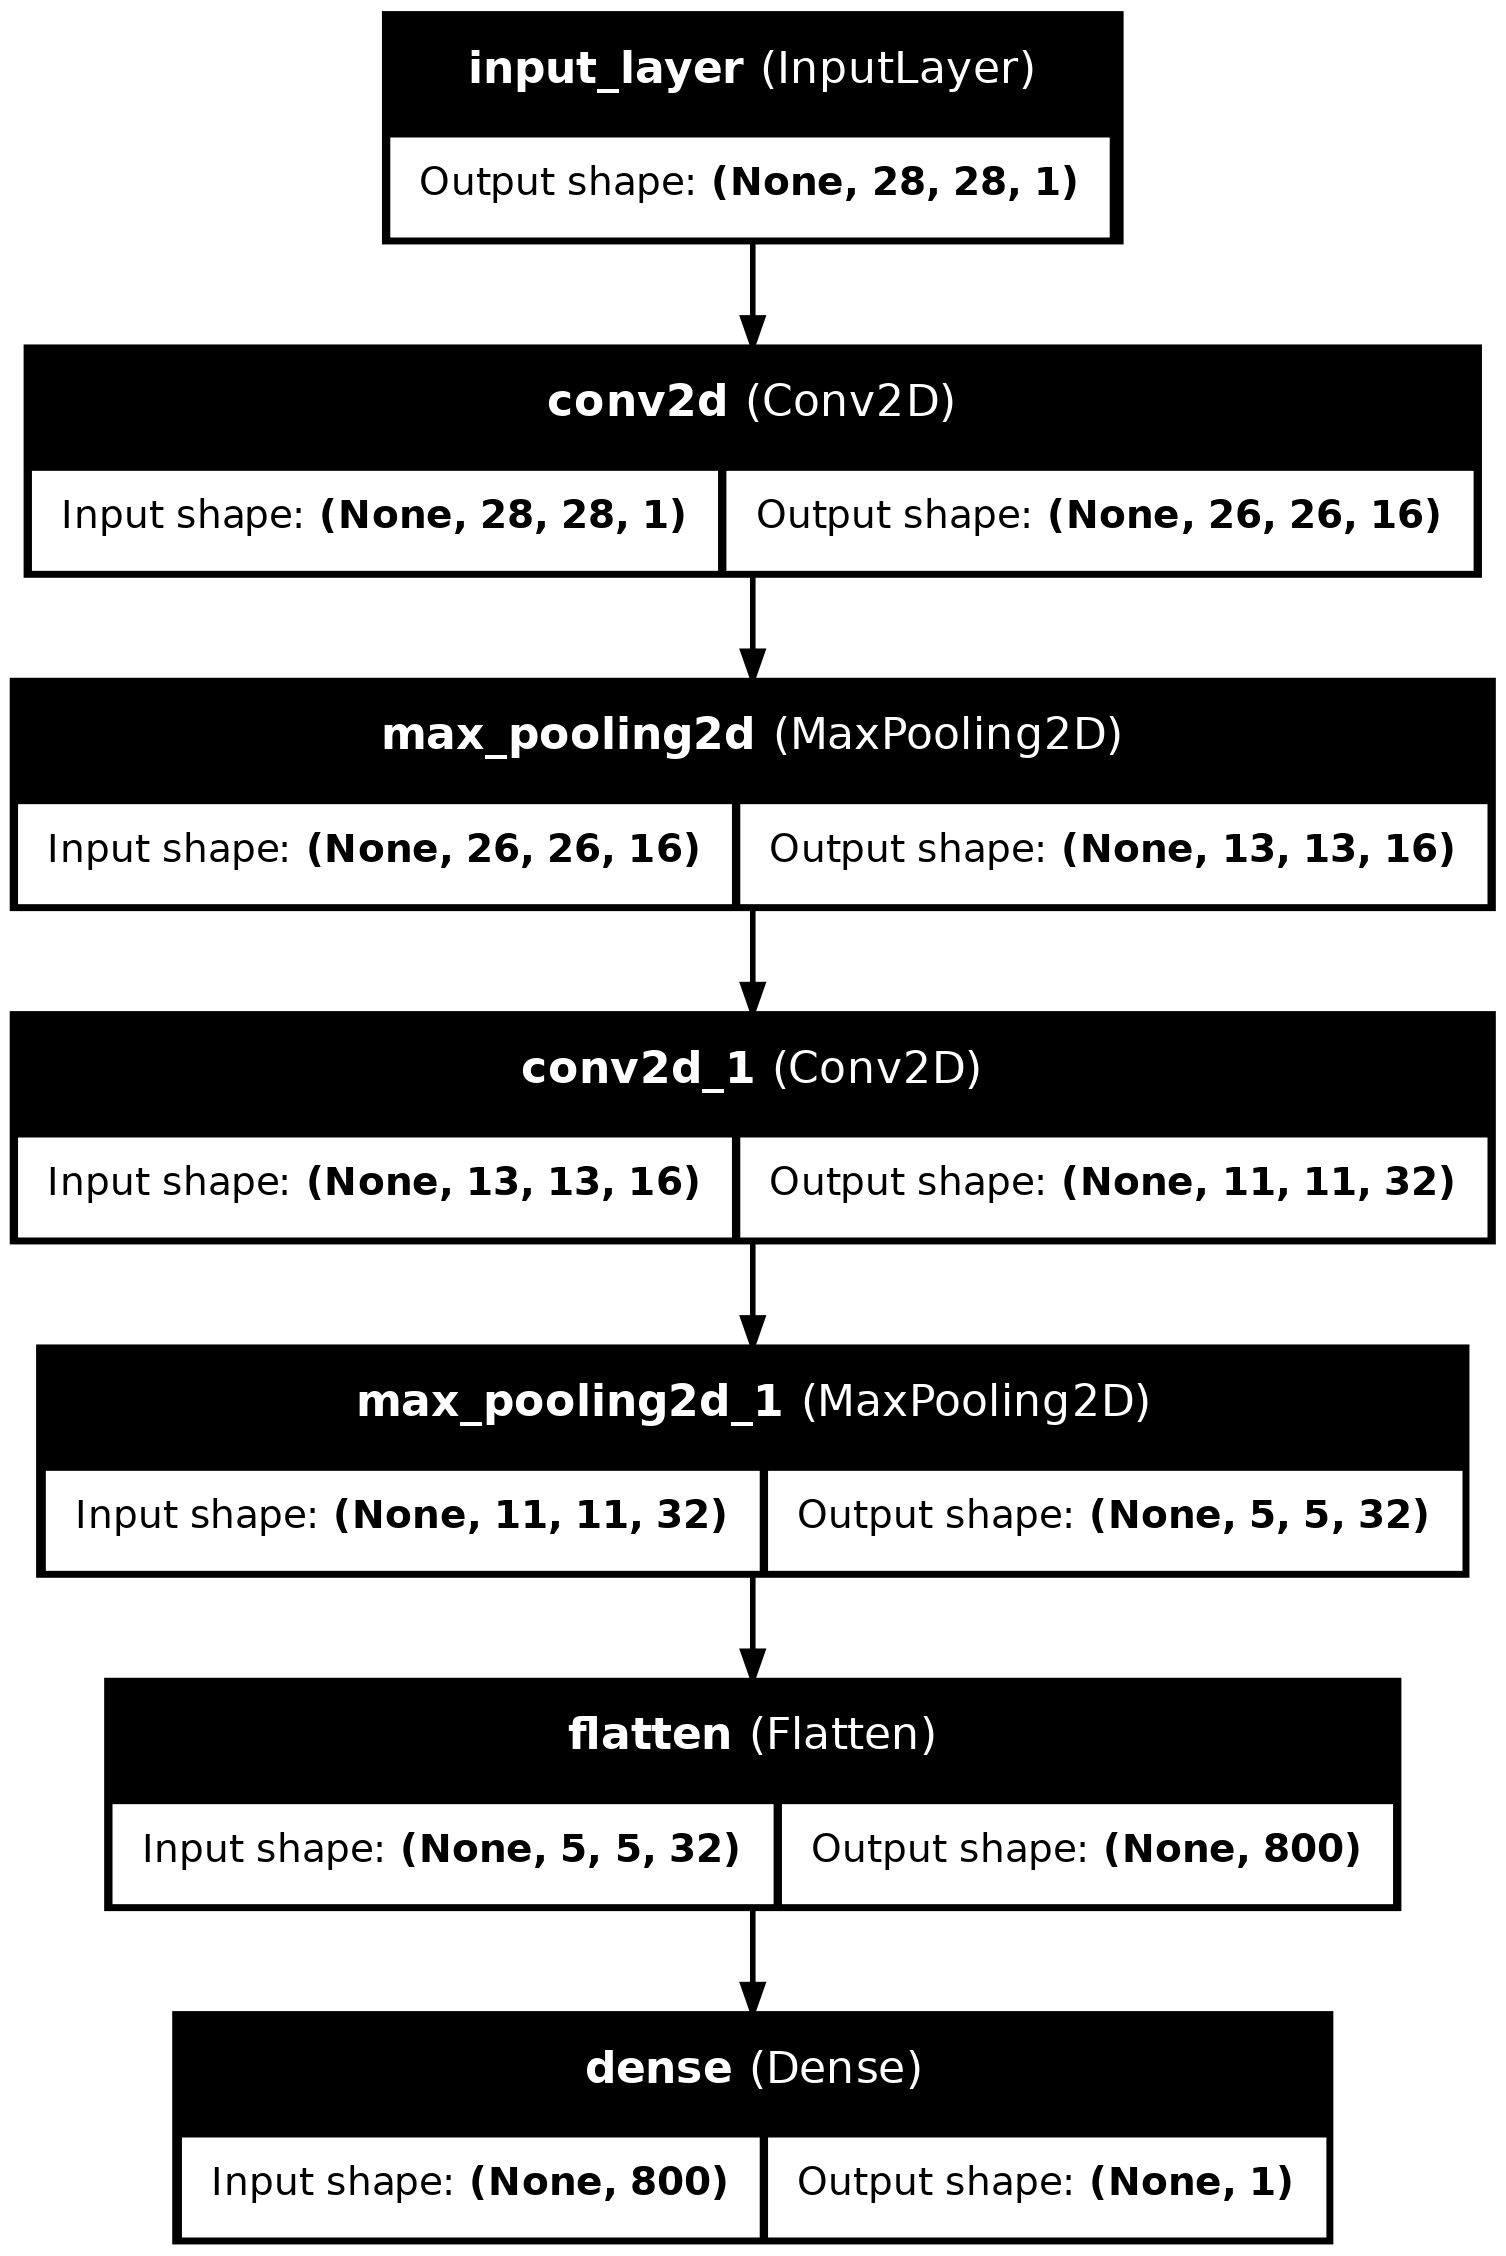 input_layer (InputLayer)
Output shape: (None, 28, 28, 1)
conv2d (Conv2D)
Input shape: (None, 28, 28, 1) Output shape: (None, 26, 26, 16)
max_pooling2d (MaxPooling2D)
Input shape: (None, 26, 26, 16) Output shape: (None, 13, 13, 16)
conv2d_1 (Conv2D)
Input shape: (None, 13, 13, 16) Output shape: (None, 11, 11, 32)
max_pooling2d_1 (MaxPooling2D)
Input shape: (None, 11, 11, 32) Output shape: (None, 5, 5, 32)
flatten (Flatten)
Input shape: (None, 5, 5, 32) Output shape: (None, 800)
dense (Dense)
Input shape: (None, 800) Output shape: (None, 1)